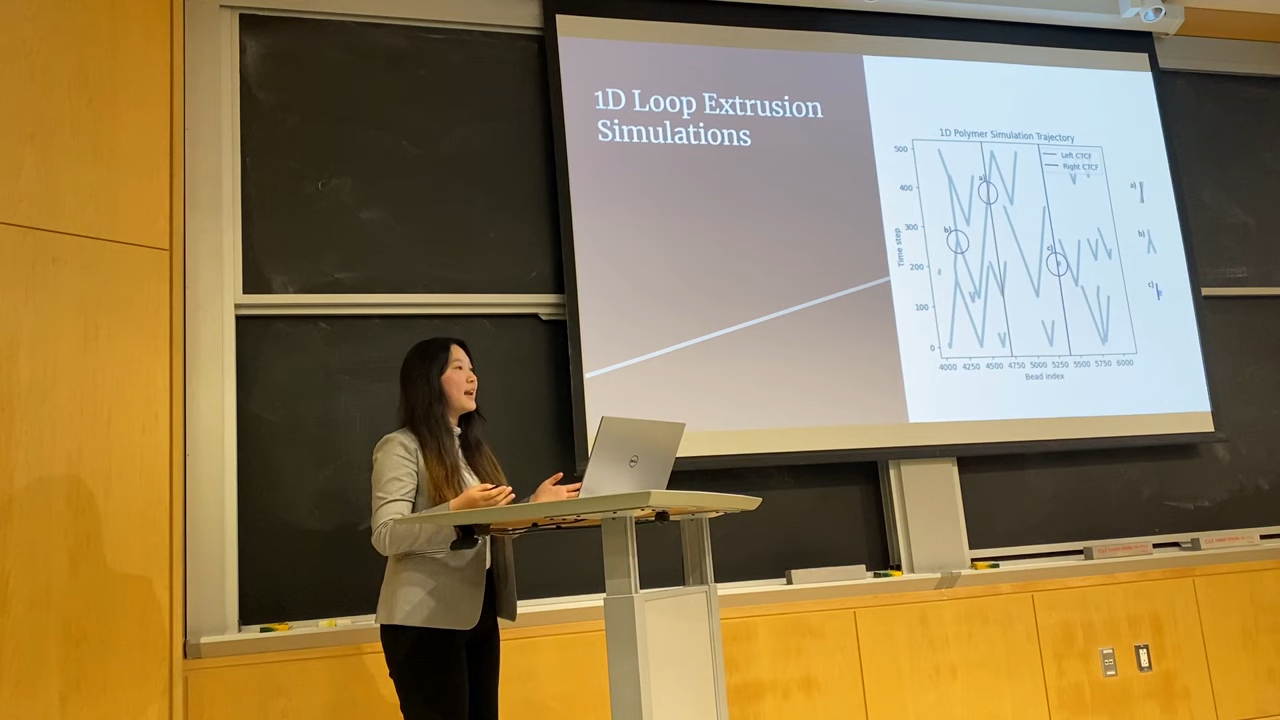 1D Loop Extrusion
Simulations
1D Polymer Simulation Trajectory
Left CTCF
Right CTCF
500
400
300
200
100
0
Time step
4000 4250 4500 4750 5000 5250 5500 5750 6000
Bead index
a)
b)
c)
a)
b)
c)
DELL